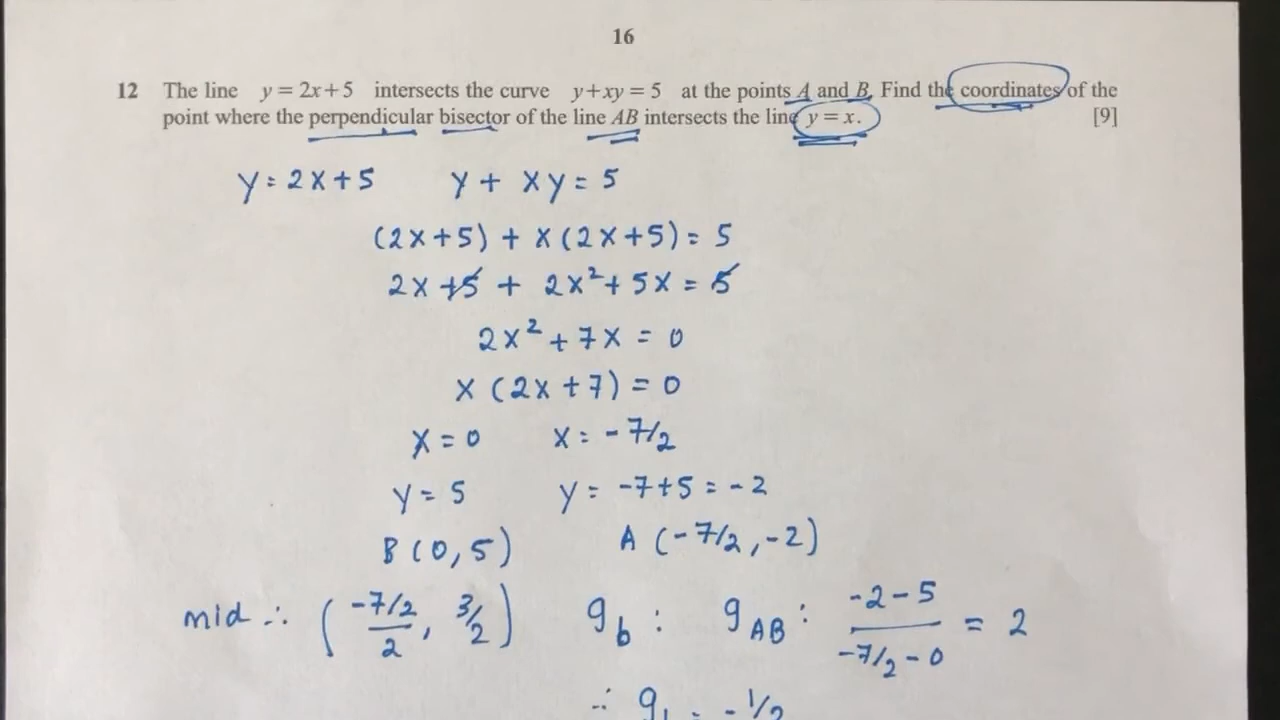 16
12 The line y = 2x+5 intersects the curve y+xy = 5 at the points A and B. Find the coordinates of the
point where the perpendicular bisector of the line AB intersects the line y = x. [9]
y = 2x+5 y + xy = 5
(2x+5) + x(2x+5) = 5
2x+5 + 2x²+5x = 5
2x² + 7x = 0
x (2x+7) = 0
x = 0 x = -7/2
y = 5 y = -7+5 = -2
B (0, 5) A (-7/2, -2)
mid ∴ ( -7/2 / 2 , 3/2 ) g_b : g_AB : -2-5 / -7/2-0 = 2
∴ g = -1/2